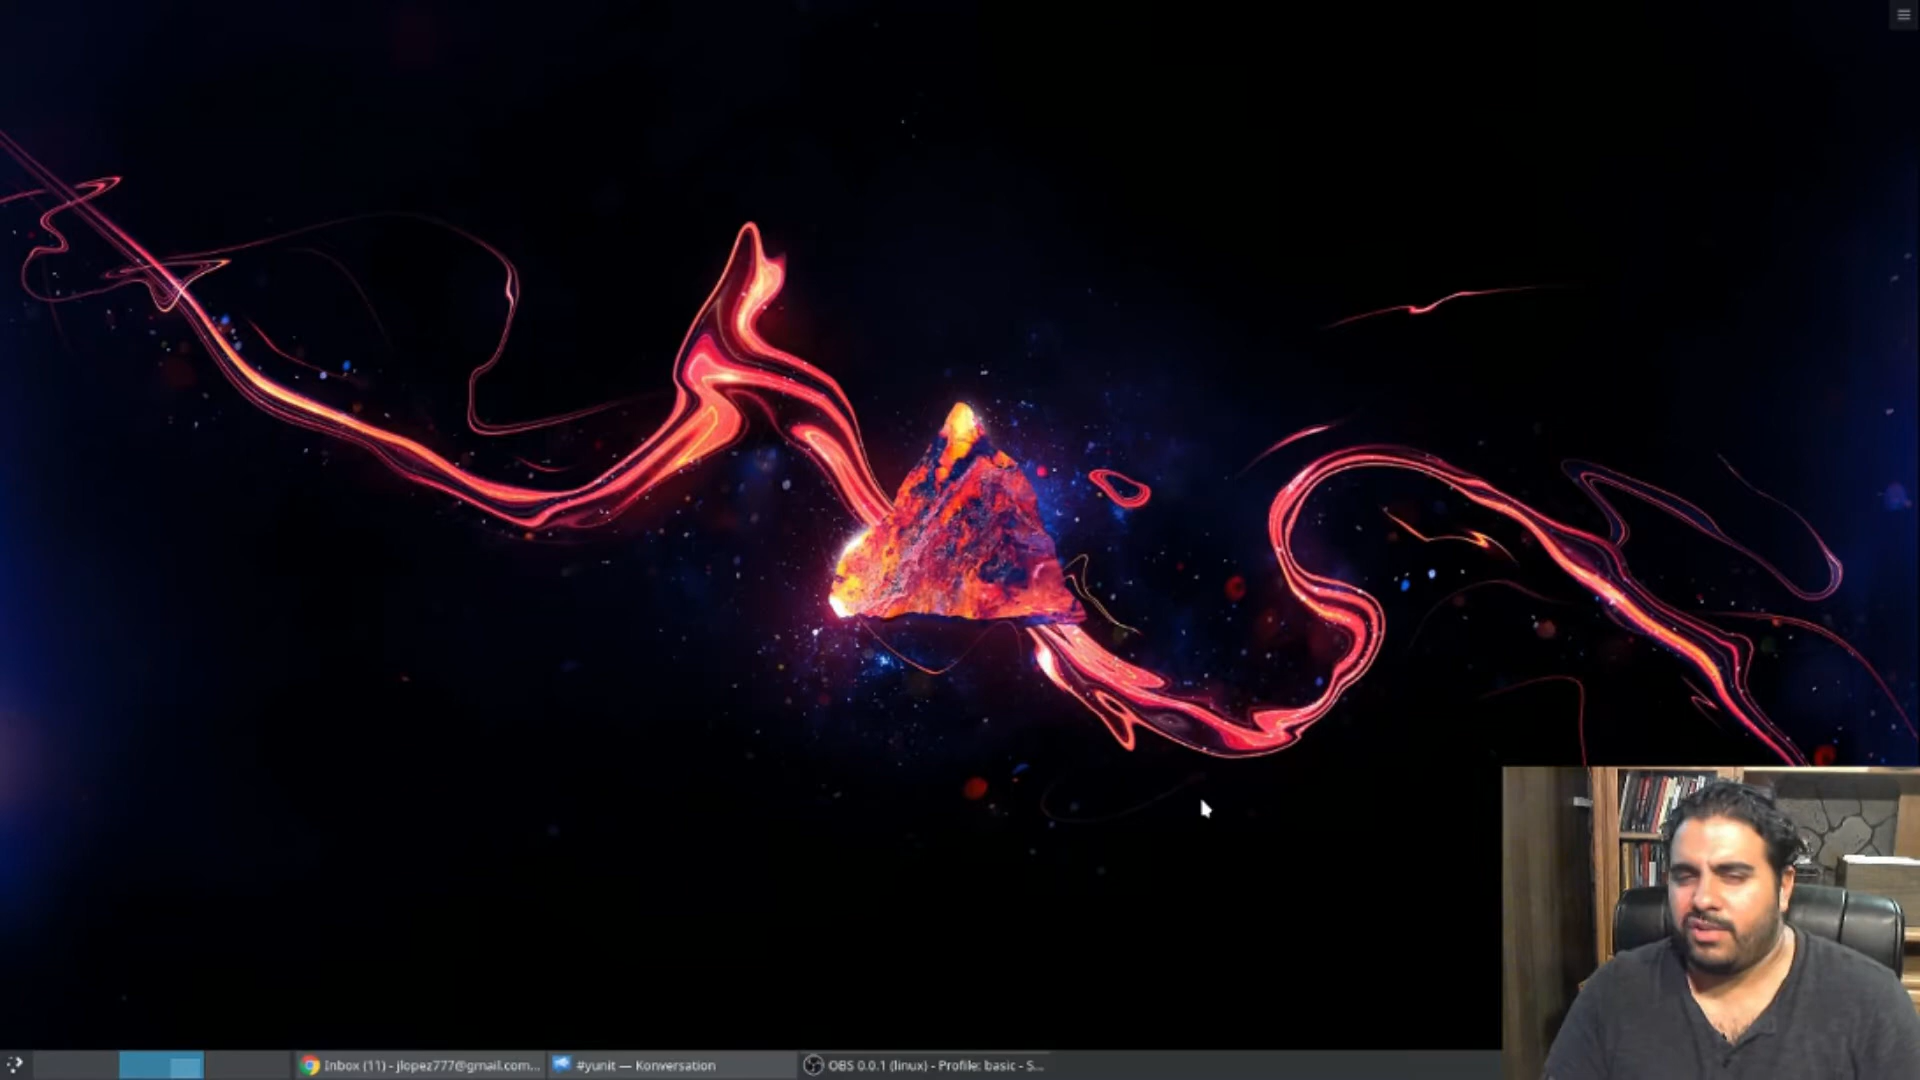 Inbox (11) - jlopez777@gmail.com...
#yunit — Konversation
OBS 0.0.1 (linux) - Profile: basic - S...